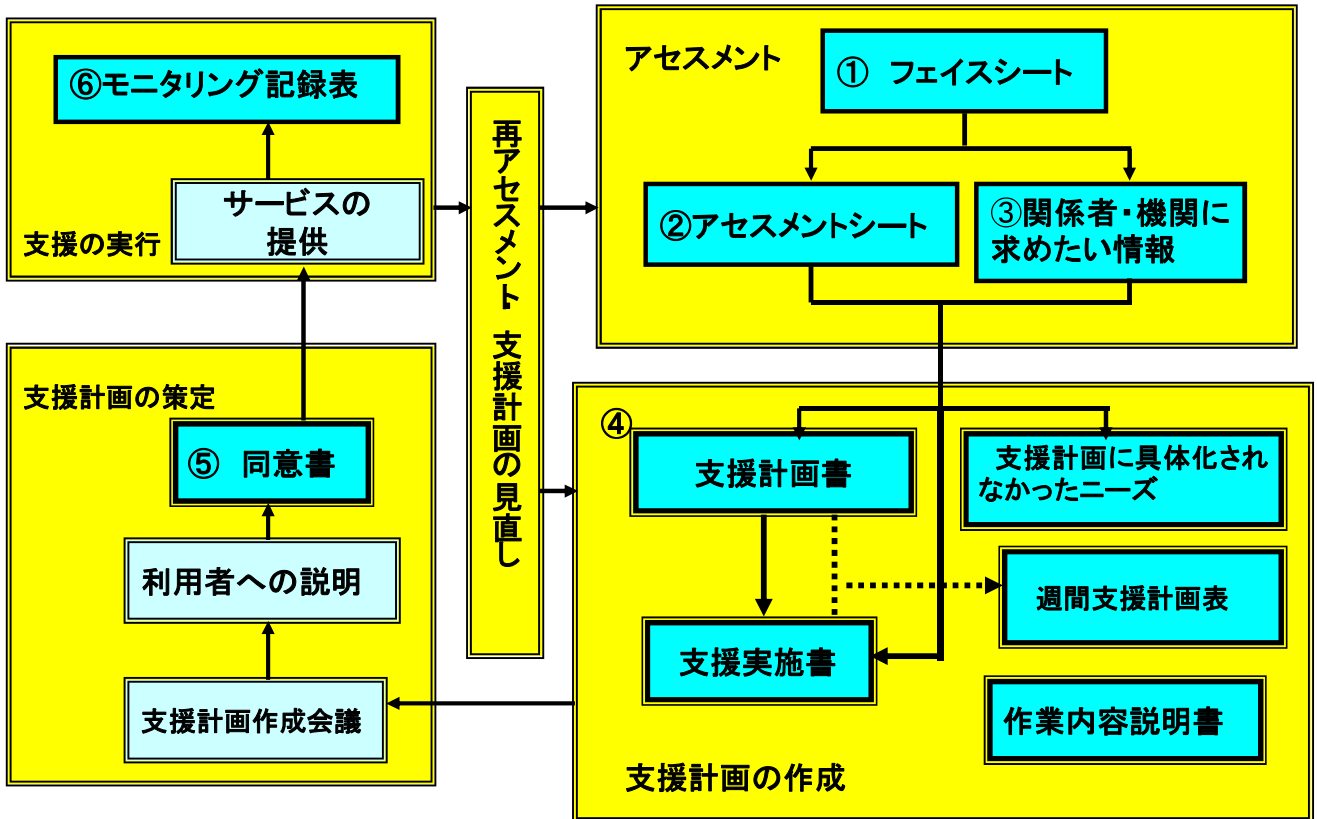 アセスメント
① フェイスシート
②アセスメントシート
③関係者・機関に
求めたい情報
⑥モニタリング記録表
サービスの
提供
支援の実行
再アセスメント・支援計画の見直し
支援計画の策定
⑤ 同意書
利用者への説明
支援計画作成会議
④
支援計画書
支援計画に具体化され
なかったニーズ
週間支援計画表
支援実施書
作業内容説明書
支援計画の作成